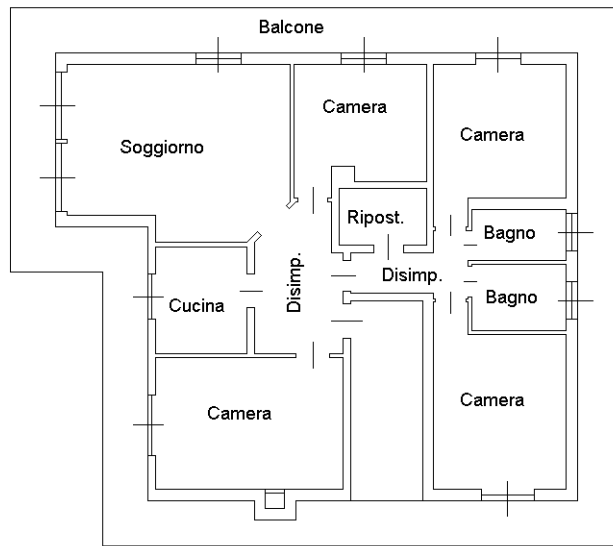 Balcone
Camera
Camera
Soggiorno
Ripost.
Bagno
Disimp.
Disimp.
Bagno
Cucina
Camera
Camera